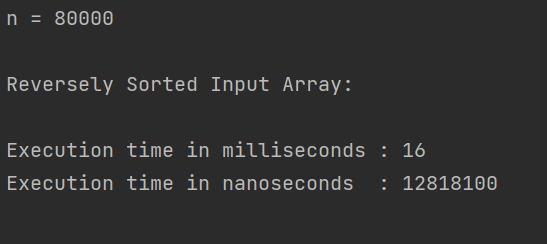 n = 80000
Reversely Sorted Input Array:
Execution time in milliseconds : 16
Execution time in nanoseconds  : 12818100